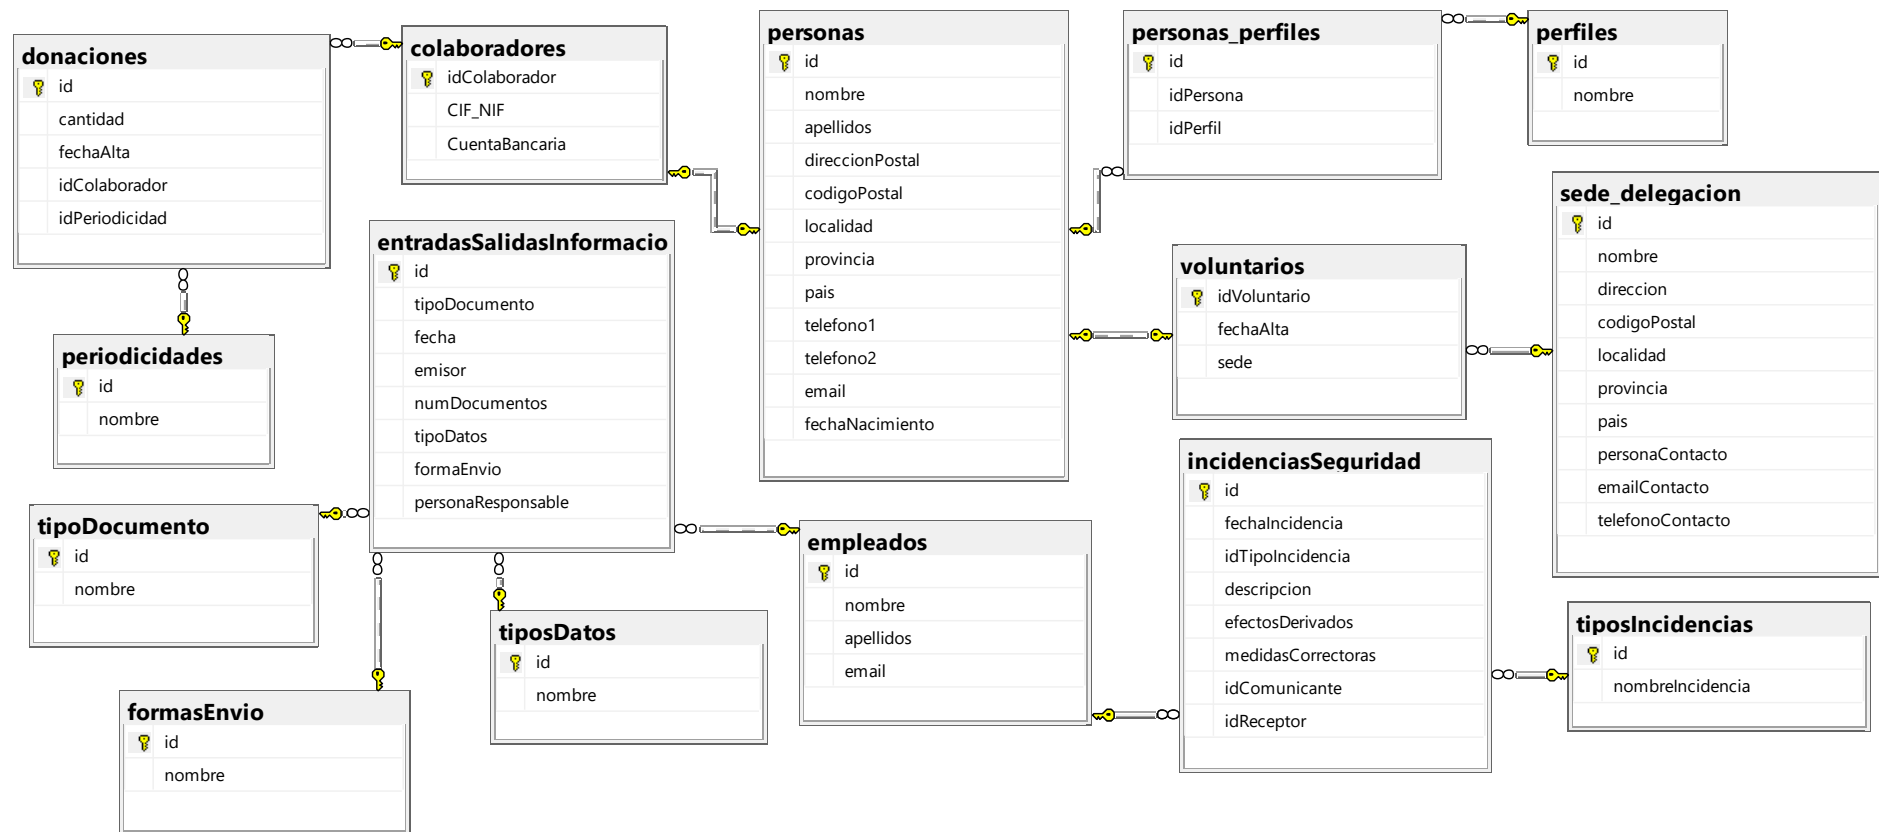 donaciones
id
cantidad
fechaAlta
idColaborador
idPeriodicidad
colaboradores
idColaborador
CIF_NIF
CuentaBancaria
personas
id
nombre
apellidos
direccionPostal
codigoPostal
localidad
provincia
pais
telefono1
telefono2
email
fechaNacimiento
personas_perfiles
id
idPersona
idPerfil
perfiles
id
nombre
sede_delegacion
id
nombre
direccion
codigoPostal
localidad
provincia
pais
personaContacto
emailContacto
telefonoContacto
entradasSalidasInformacio
id
tipoDocumento
fecha
emisor
numDocumentos
tipoDatos
formaEnvio
personaResponsable
voluntarios
idVoluntario
fechaAlta
sede
periodicidades
id
nombre
incidenciasSeguridad
id
fechaIncidencia
idTipoIncidencia
descripcion
efectosDerivados
medidasCorrectoras
idComunicante
idReceptor
tipoDocumento
id
nombre
empleados
id
nombre
apellidos
email
tiposDatos
id
nombre
tiposIncidencias
id
nombreIncidencia
formasEnvio
id
nombre